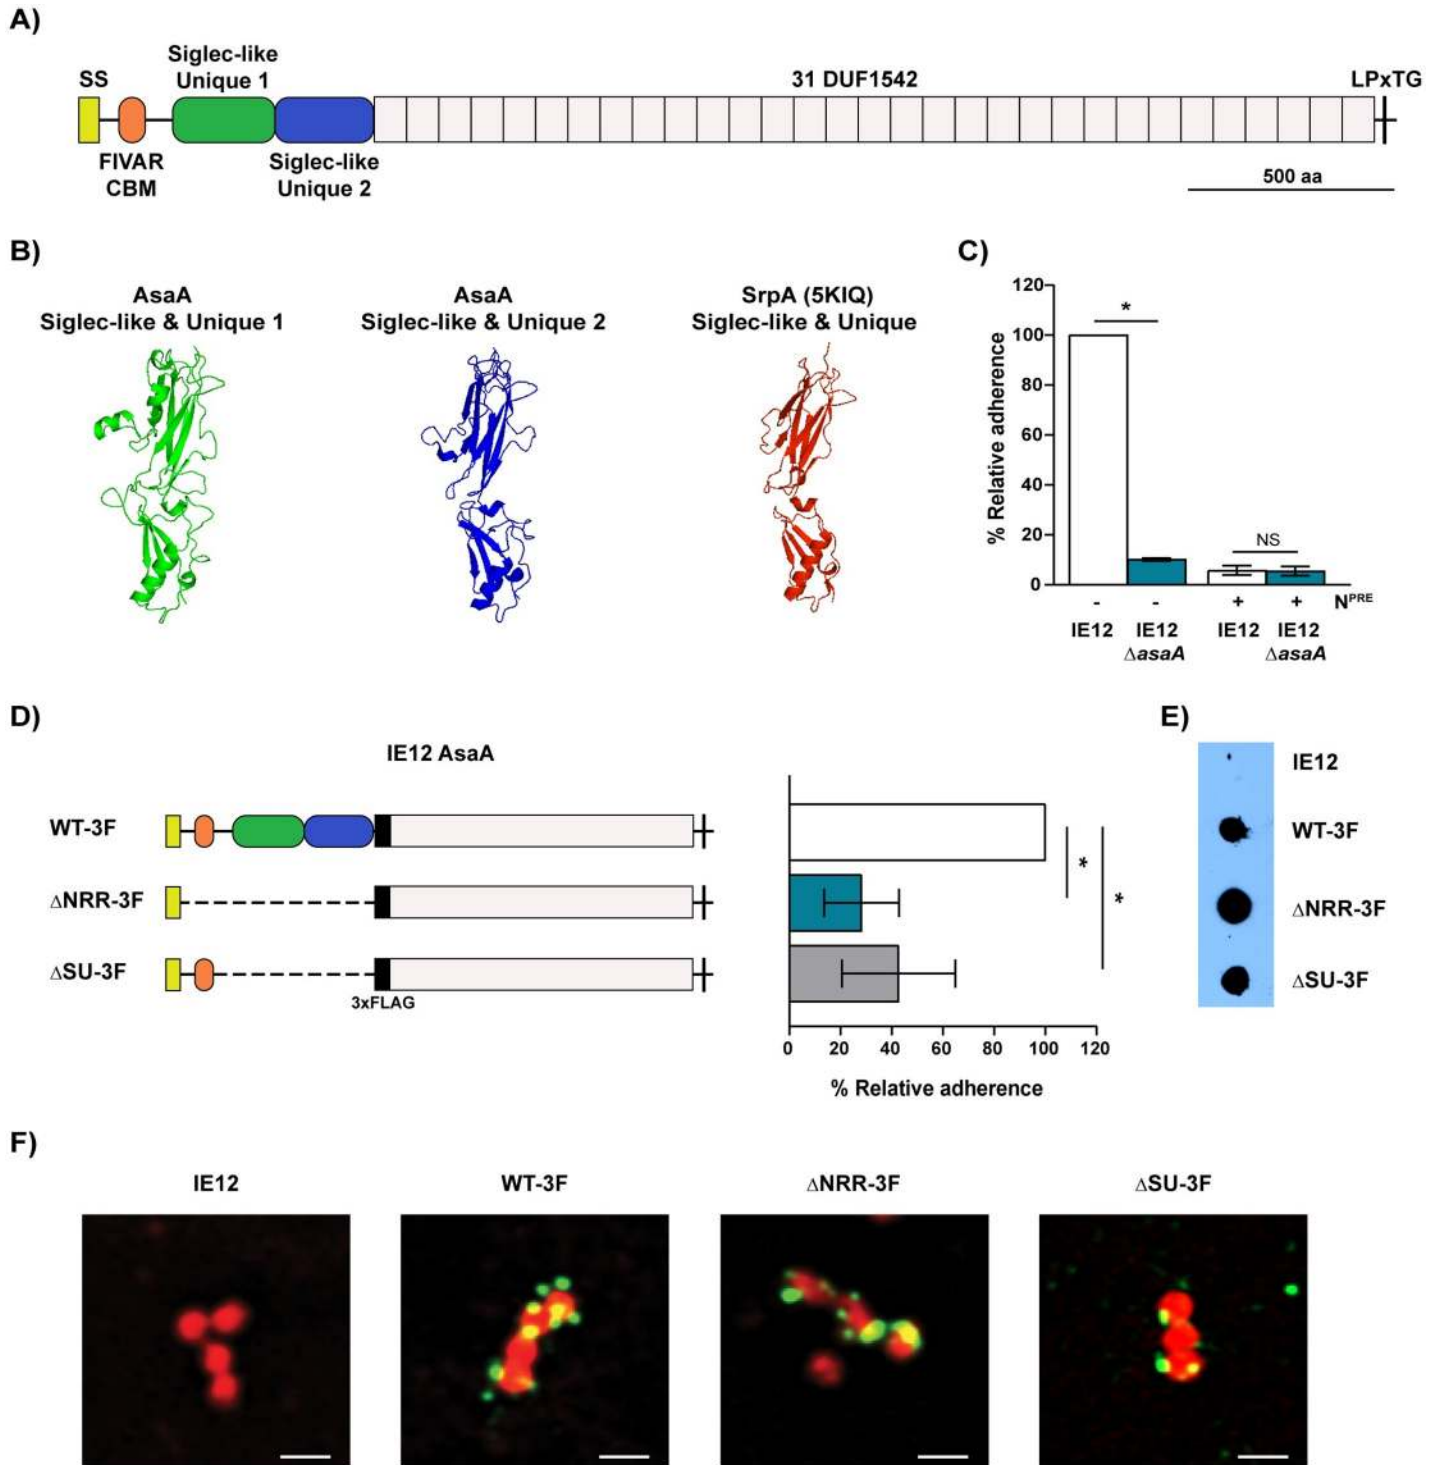 A)
Siglec-like
Unique 1
SS
31 DUF1542
LPxTG
FIVAR
CBM
Siglec-like
Unique 2
500 aa
B)
AsaA
Siglec-like & Unique 1
AsaA
Siglec-like & Unique 2
SrpA (5KIQ)
Siglec-like & Unique
C)
% Relative adherence
120
100
80
60
40
20
0
*
NS
- - + + N^PRE
IE12 IE12 IE12 IE12
ΔasaA ΔasaA
D)
IE12 AsaA
WT-3F
ΔNRR-3F
ΔSU-3F
3xFLAG
*
*
0 20 40 60 80 100 120
% Relative adherence
E)
IE12
WT-3F
ΔNRR-3F
ΔSU-3F
F)
IE12 WT-3F ΔNRR-3F ΔSU-3F